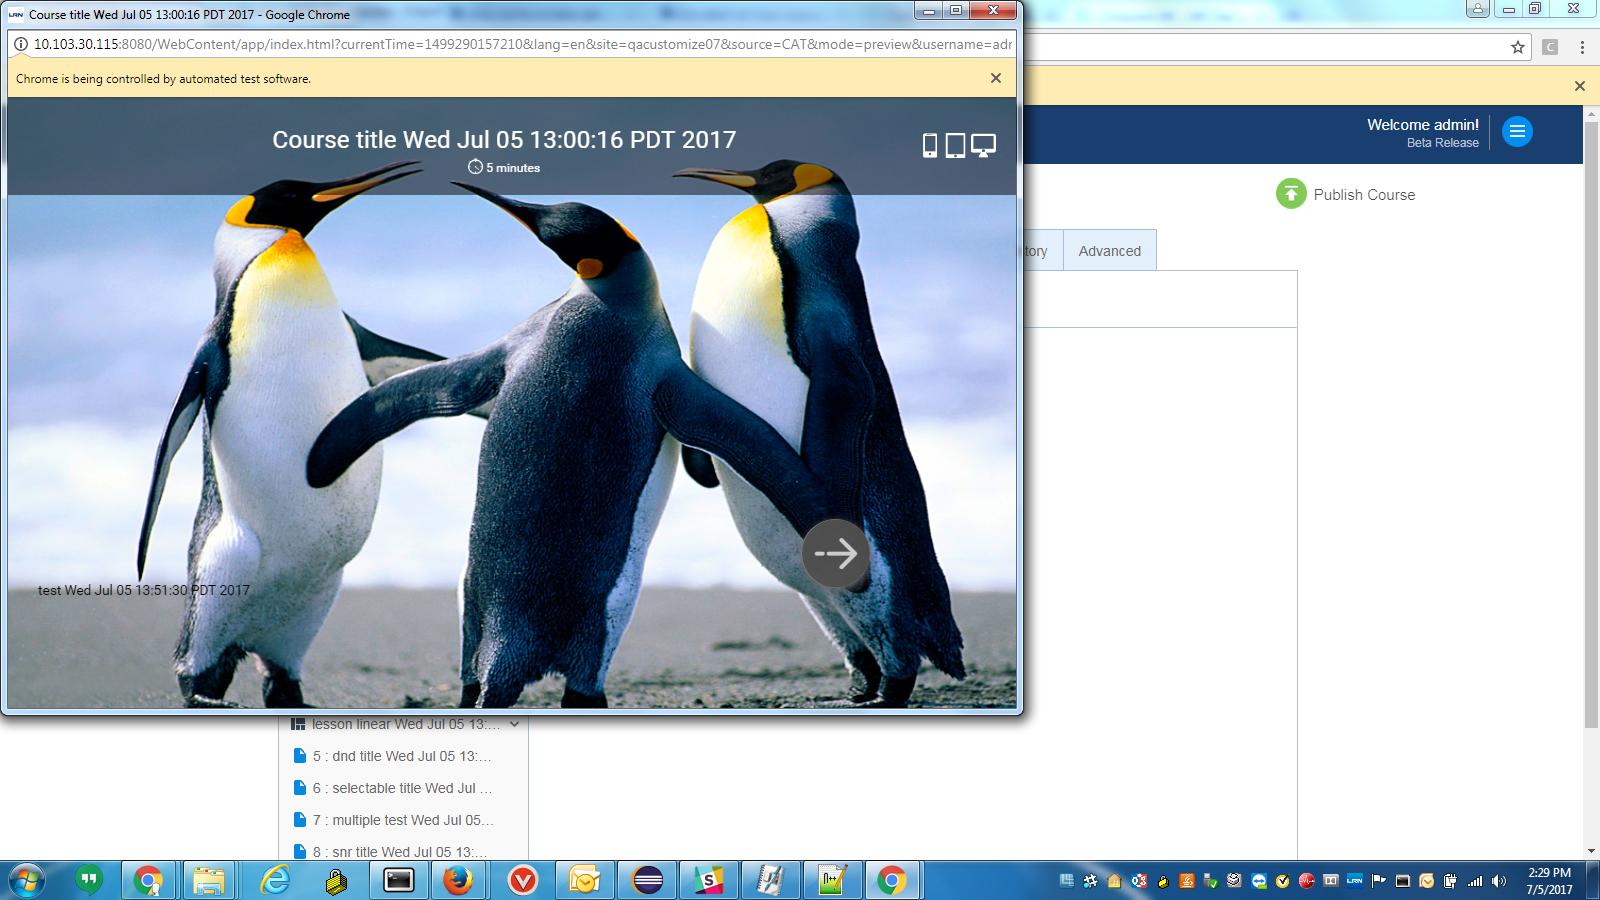 LRN Course title Wed Jul 05 13:00:16 PDT 2017 - Google Chrome
10.103.30.115:8080/WebContent/app/index.html?currentTime=1499290157210&lang=en&site=qacustomize07&source=CAT&mode=preview&username=adr
Chrome is being controlled by automated test software.
Course title Wed Jul 05 13:00:16 PDT 2017
5 minutes
test Wed Jul 05 13:51:30 PDT 2017
C
Welcome admin!
Beta Release
Publish Course
tory
Advanced
lesson linear Wed Jul 05 13:...
5 : dnd title Wed Jul 05 13:...
6 : selectable title Wed Jul ...
7 : multiple test Wed Jul 05...
8 : snr title Wed Jul 05 13:...
LRN
2:29 PM
7/5/2017